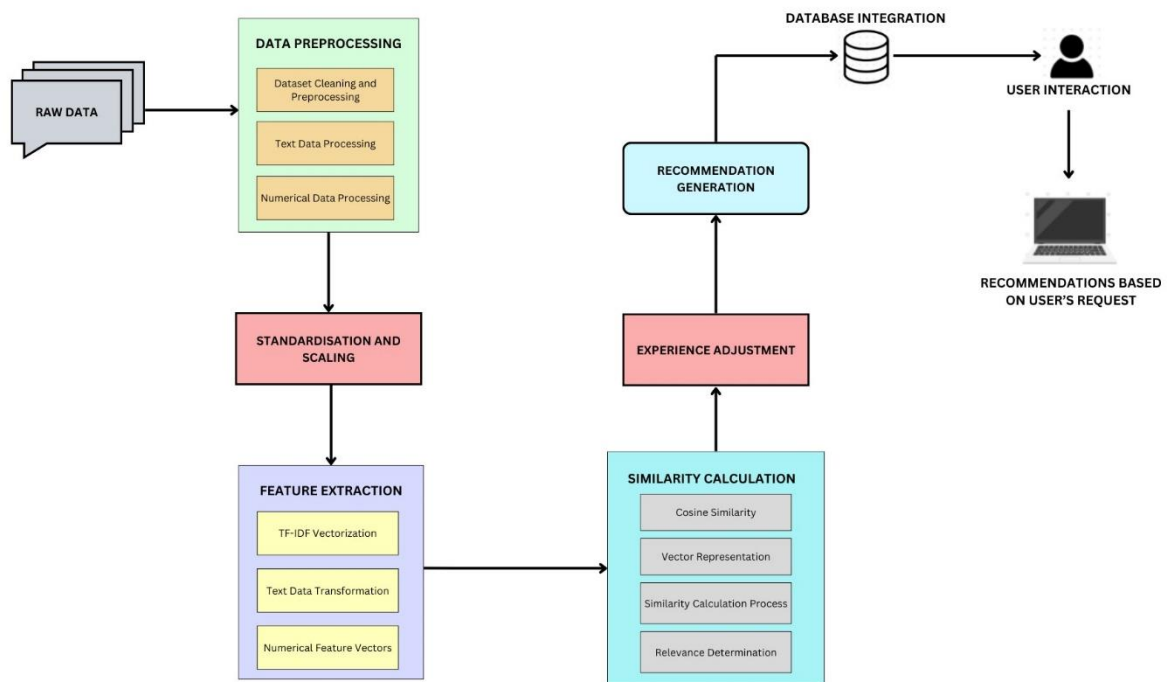 RAW DATA
DATA PREPROCESSING
Dataset Cleaning and
Preprocessing
Text Data Processing
Numerical Data Processing
STANDARDISATION AND
SCALING
FEATURE EXTRACTION
TF-IDF Vectorization
Text Data Transformation
Numerical Feature Vectors
SIMILARITY CALCULATION
Cosine Similarity
Vector Representation
Similarity Calculation Process
Relevance Determination
EXPERIENCE ADJUSTMENT
RECOMMENDATION
GENERATION
DATABASE INTEGRATION
USER INTERACTION
RECOMMENDATIONS BASED
ON USER'S REQUEST